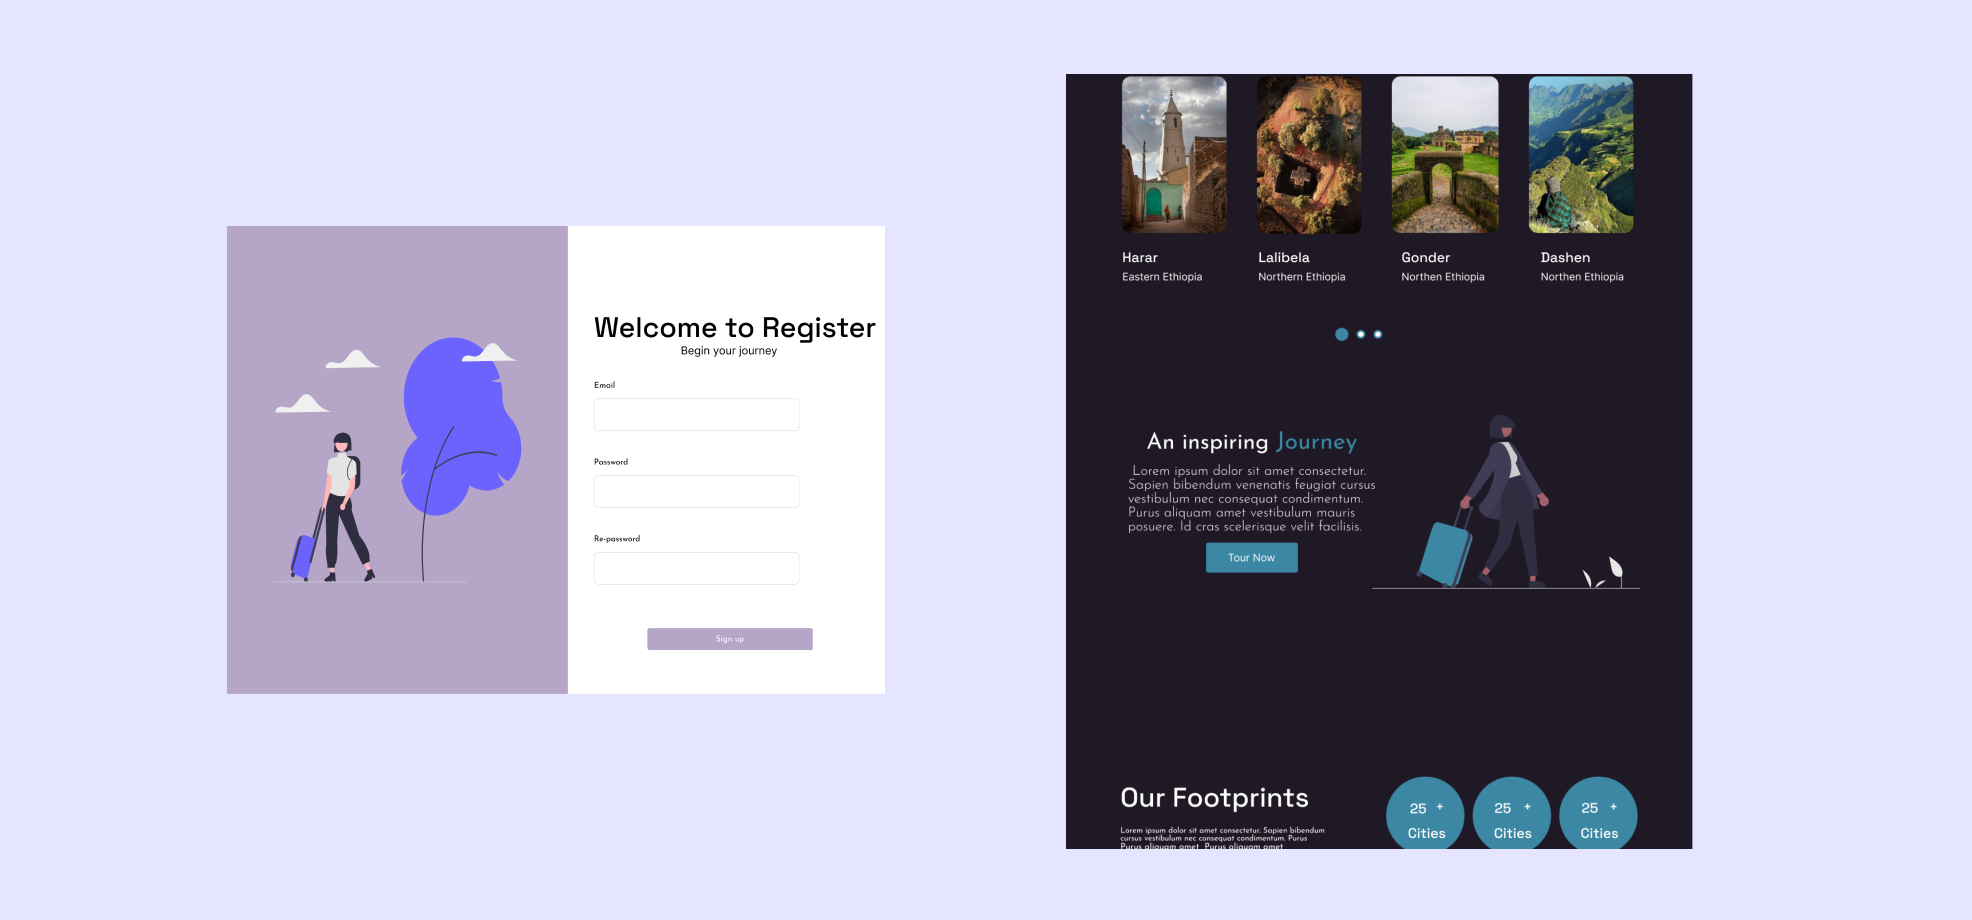 Welcome to Register
Begin your journey
Email
Password
Re-password
Sign up
Harar
Eastern Ethiopia
Lalibela
Northern Ethiopia
Gonder
Northen Ethiopia
Dashen
Northen Ethiopia
An inspiring Journey
Lorem ipsum dolor sit amet consectetur.
Sapien bibendum venenatis feugiat cursus
vestibulum nec consequat condimentum.
Purus aliquam amet vestibulum mauris
posuere. Id cras scelerisque velit facilisis.
Tour Now
Our Footprints
Lorem ipsum dolor sit amet consectetur. Sapien bibendum
cursus vestibulum nec consequat condimentum. Purus
Purus aliquam amet Purus aliquam amet
25 +
Cities
25 +
Cities
25 +
Cities